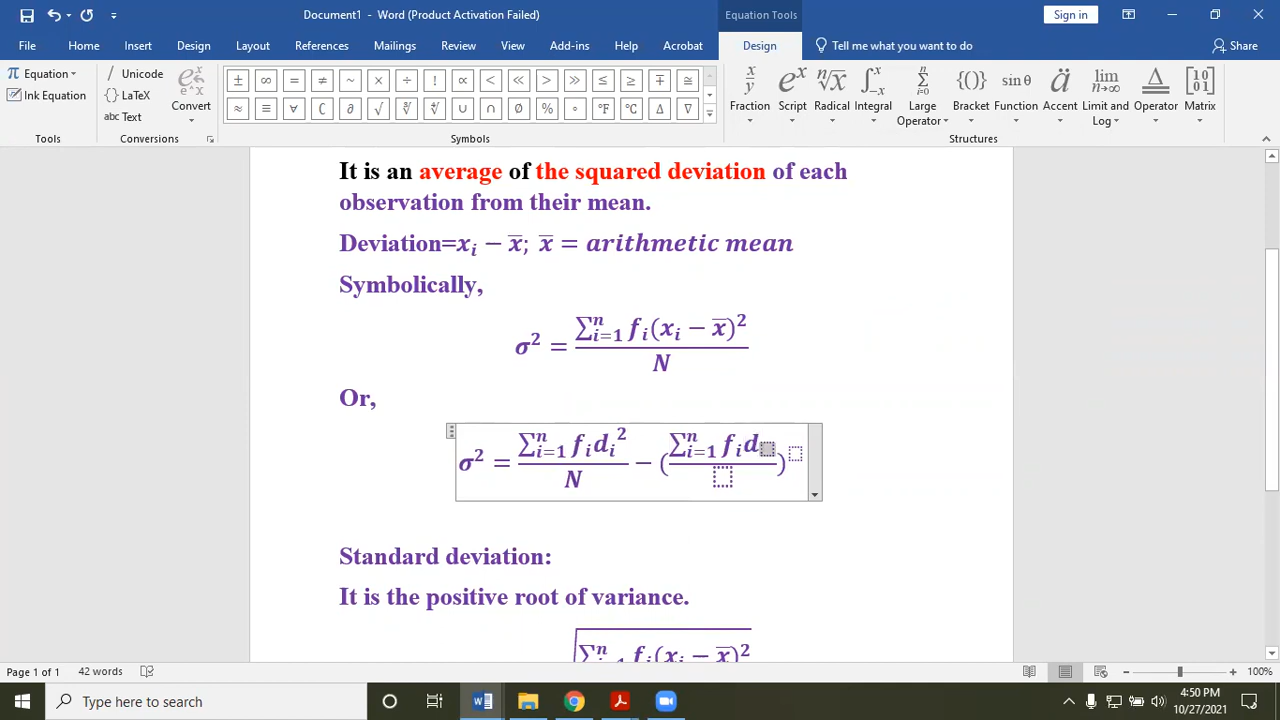 Document1 - Word (Product Activation Failed)
Equation Tools
Sign in
File Home Insert Design Layout References Mailings Review View Add-ins Help Acrobat Design Tell me what you want to do Share
π Equation
Ink Equation
Unicode
LaTeX
abc Text
Convert
± ∞ = ≠ ~ × ÷ ! ∝ < ≪ > ≫ ≤ ≥ ∓ ≅
≈ ≡ ∀ ∁ ∂ √ ∛ ∜ ∪ ∩ ∅ % ° °F °C ∆ ∇
Fraction Script Radical Integral Large Operator Bracket Function Accent Limit and Log Operator Matrix
Tools Conversions Symbols Structures
It is an average of the squared deviation of each
observation from their mean.
Deviation=xᵢ − x̅; x̅ = arithmetic mean
Symbolically,
σ² = ∑ⁿᵢ₌₁ fᵢ(xᵢ − x̅)² / N
Or,
σ² = ∑ⁿᵢ₌₁ fᵢdᵢ² / N − (∑ⁿᵢ₌₁ fᵢd / )
Standard deviation:
It is the positive root of variance.
∑ⁿᵢ₌₁ fᵢ(xᵢ − x̅)²
Page 1 of 1 42 words 100%
Type here to search
4:50 PM
10/27/2021